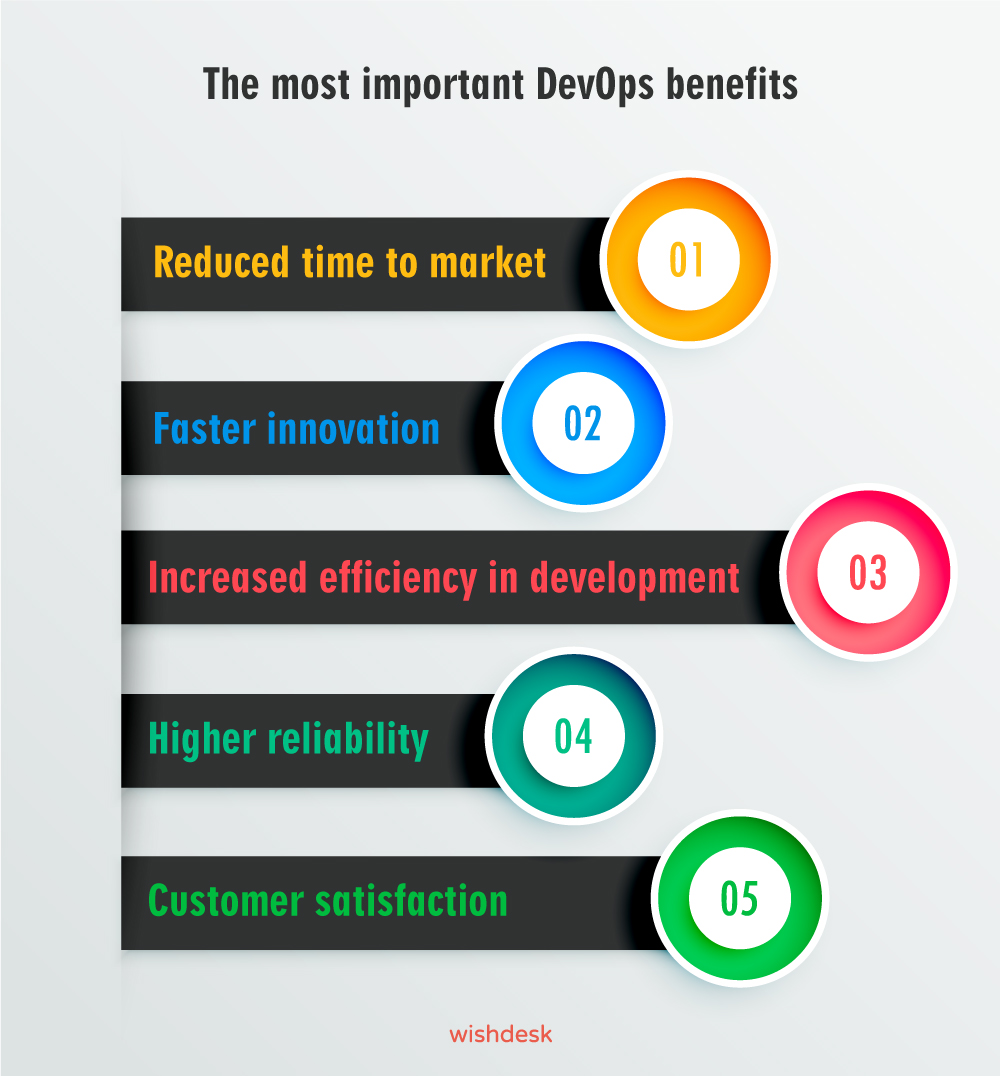 The most important DevOps benefits
Reduced time to market
01
Faster innovation
02
Increased efficiency in development
03
Higher reliability
04
Customer satisfaction
05
wishdesk